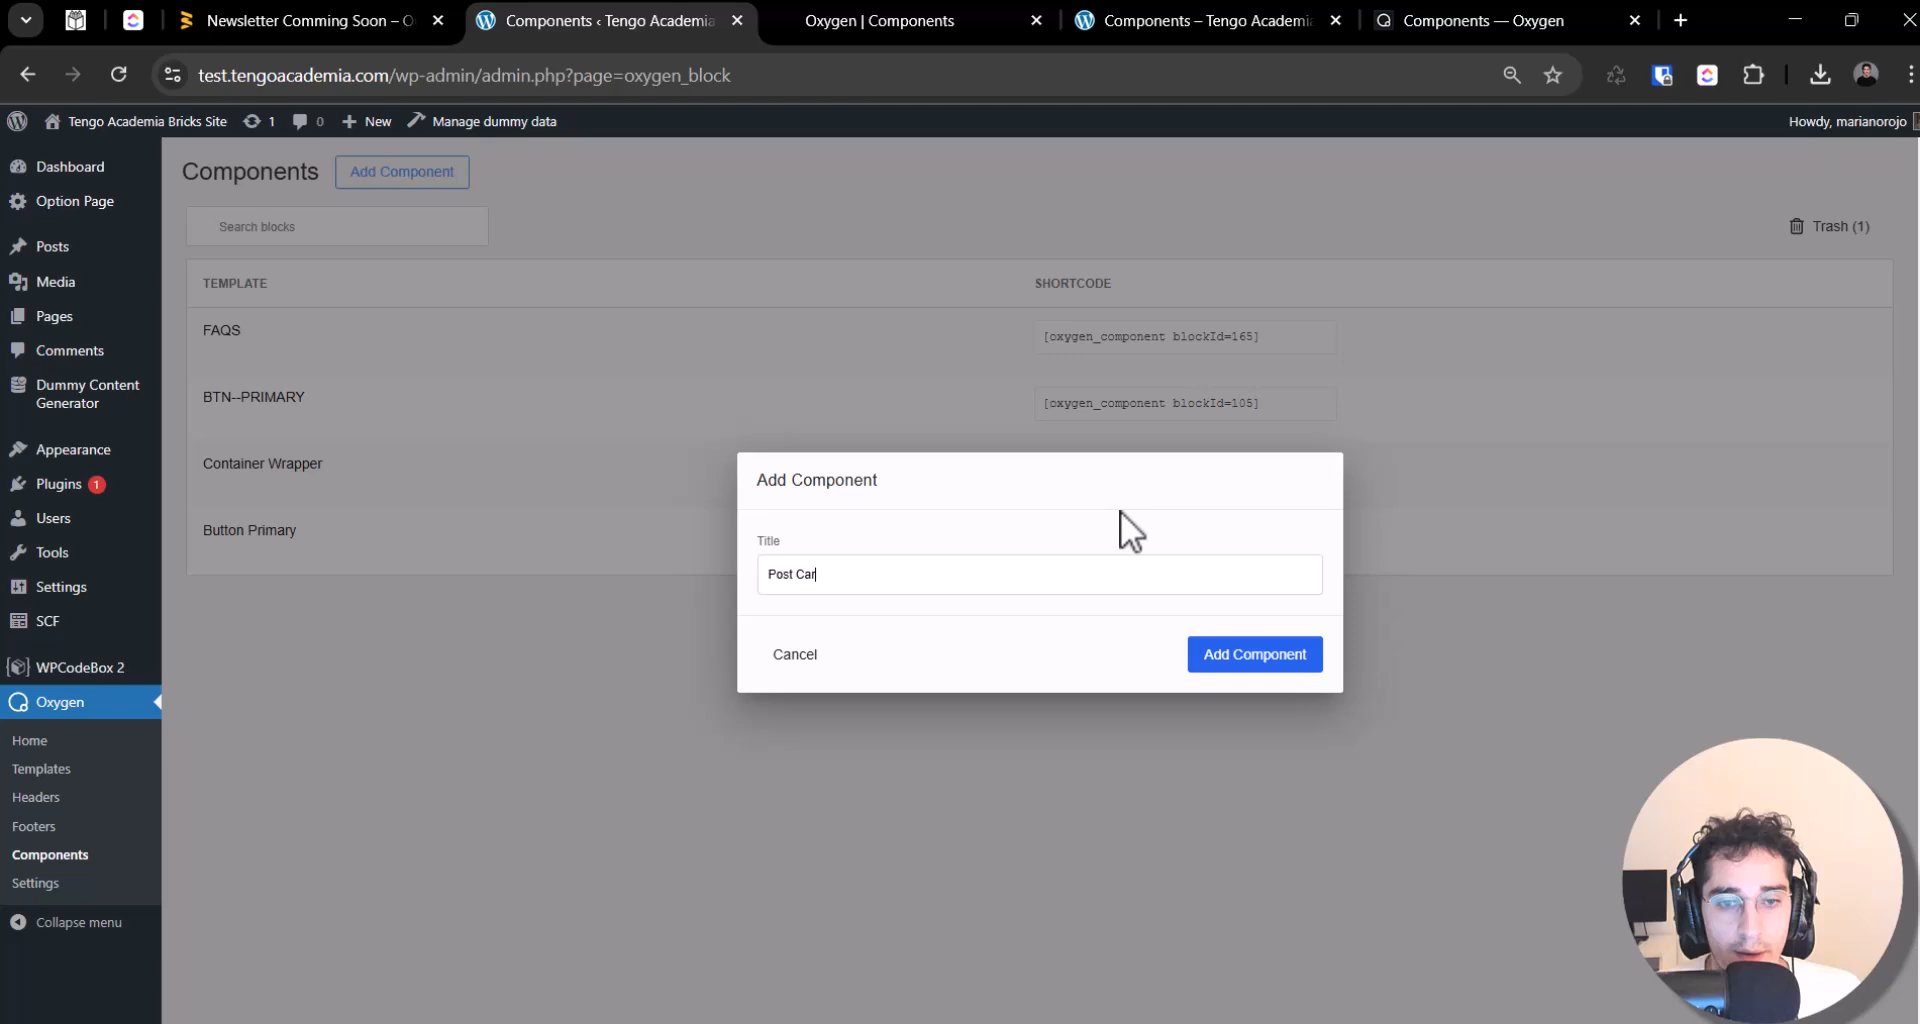 Newsletter Comming Soon – O
Components ‹ Tengo Academia
Oxygen | Components
Components – Tengo Academi
Components — Oxygen
test.tengoacademia.com/wp-admin/admin.php?page=oxygen_block
Tengo Academia Bricks Site
1
0
New
Manage dummy data
Howdy, marianorojo
Dashboard
Option Page
Posts
Media
Pages
Comments
Dummy Content
Generator
Appearance
Plugins 1
Users
Tools
Settings
SCF
WPCodeBox 2
Oxygen
Home
Templates
Headers
Footers
Components
Settings
Collapse menu
Components
Add Component
Search blocks
Trash (1)
TEMPLATE
SHORTCODE
FAQS
[oxygen_component blockId=165]
BTN--PRIMARY
[oxygen_component blockId=105]
Container Wrapper
Button Primary
Add Component
Title
Post Car
Cancel
Add Component